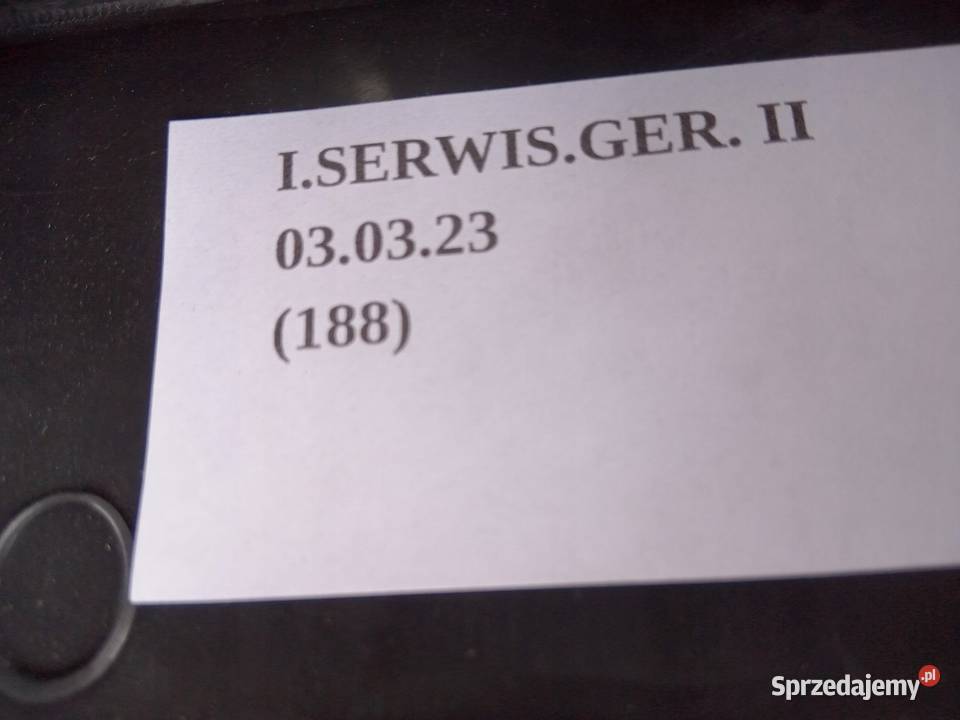 I.SERWIS.GER. II
03.03.23
(188)
Sprzedajemy.pl